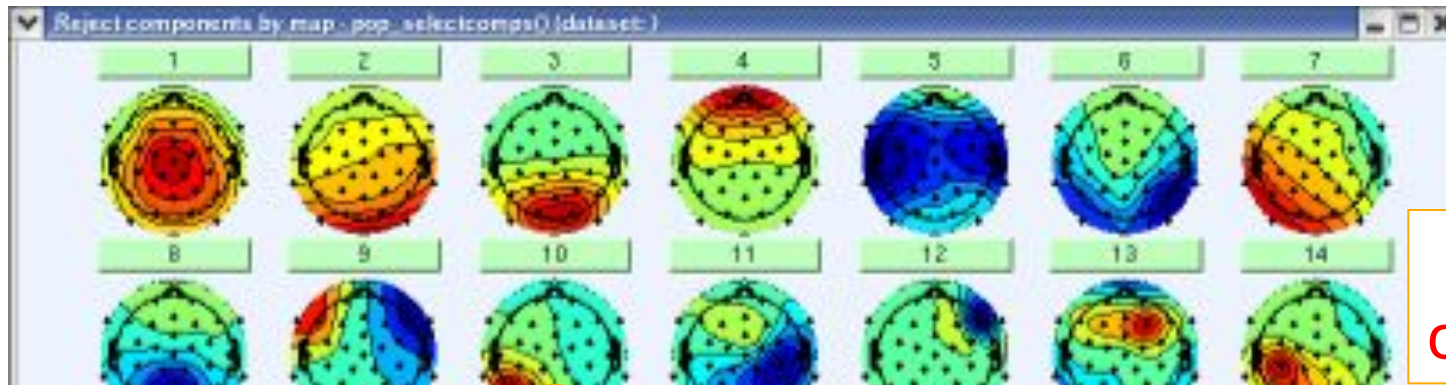 Reject components by map - pop_selectcomps() (dataset: )
1 2 3 4 5 6 7
8 9 10 11 12 13 14